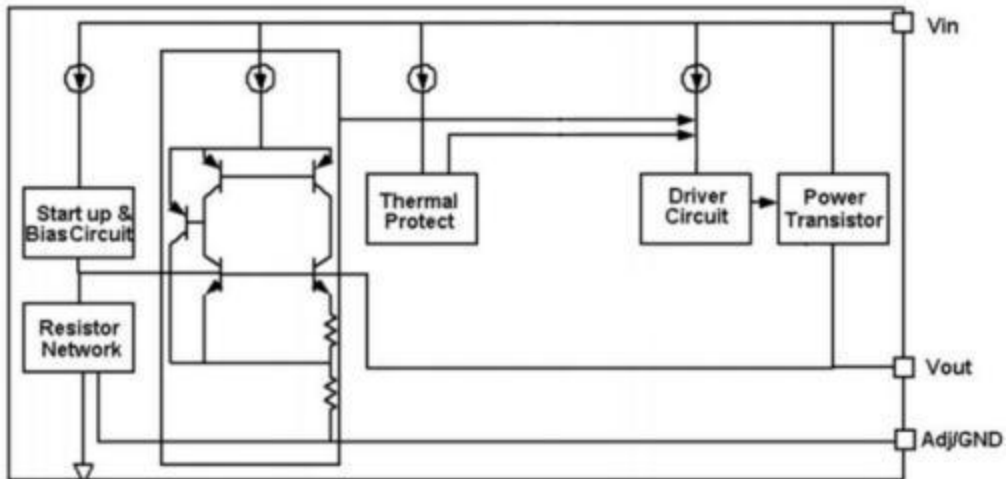 Vin
Start up &
Bias Circuit
Thermal
Protect
Driver
Circuit
Power
Transistor
Resistor
Network
Vout
Adj/GND